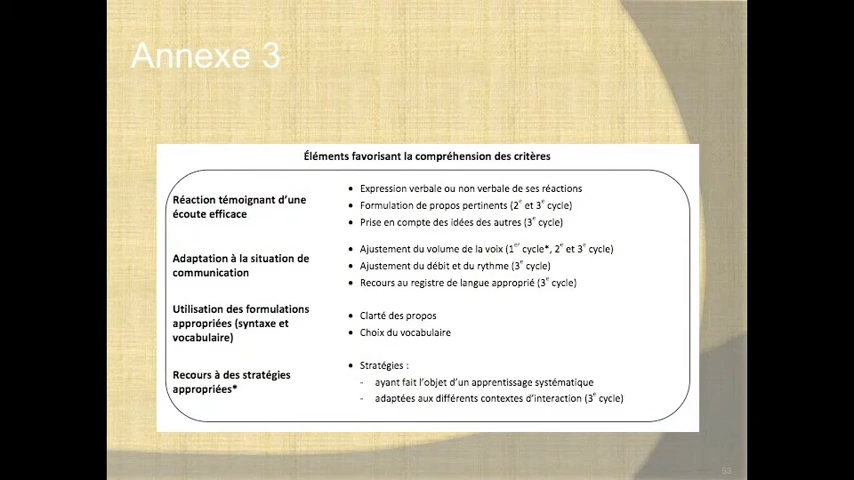 Annexe 3
Éléments favorisant la compréhension des critères
Réaction témoignant d'une
écoute efficace
• Expression verbale ou non verbale de ses réactions
• Formulation de propos pertinents (2e et 3e cycle)
• Prise en compte des idées des autres (3e cycle)
Adaptation à la situation de
communication
• Ajustement du volume de la voix (1er cycle*, 2e et 3e cycle)
• Ajustement du débit et du rythme (3e cycle)
• Recours au registre de langue approprié (3e cycle)
Utilisation des formulations
appropriées (syntaxe et
vocabulaire)
• Clarté des propos
• Choix du vocabulaire
Recours à des stratégies
appropriées*
• Stratégies :
- ayant fait l'objet d'un apprentissage systématique
- adaptées aux différents contextes d'interaction (3e cycle)
53